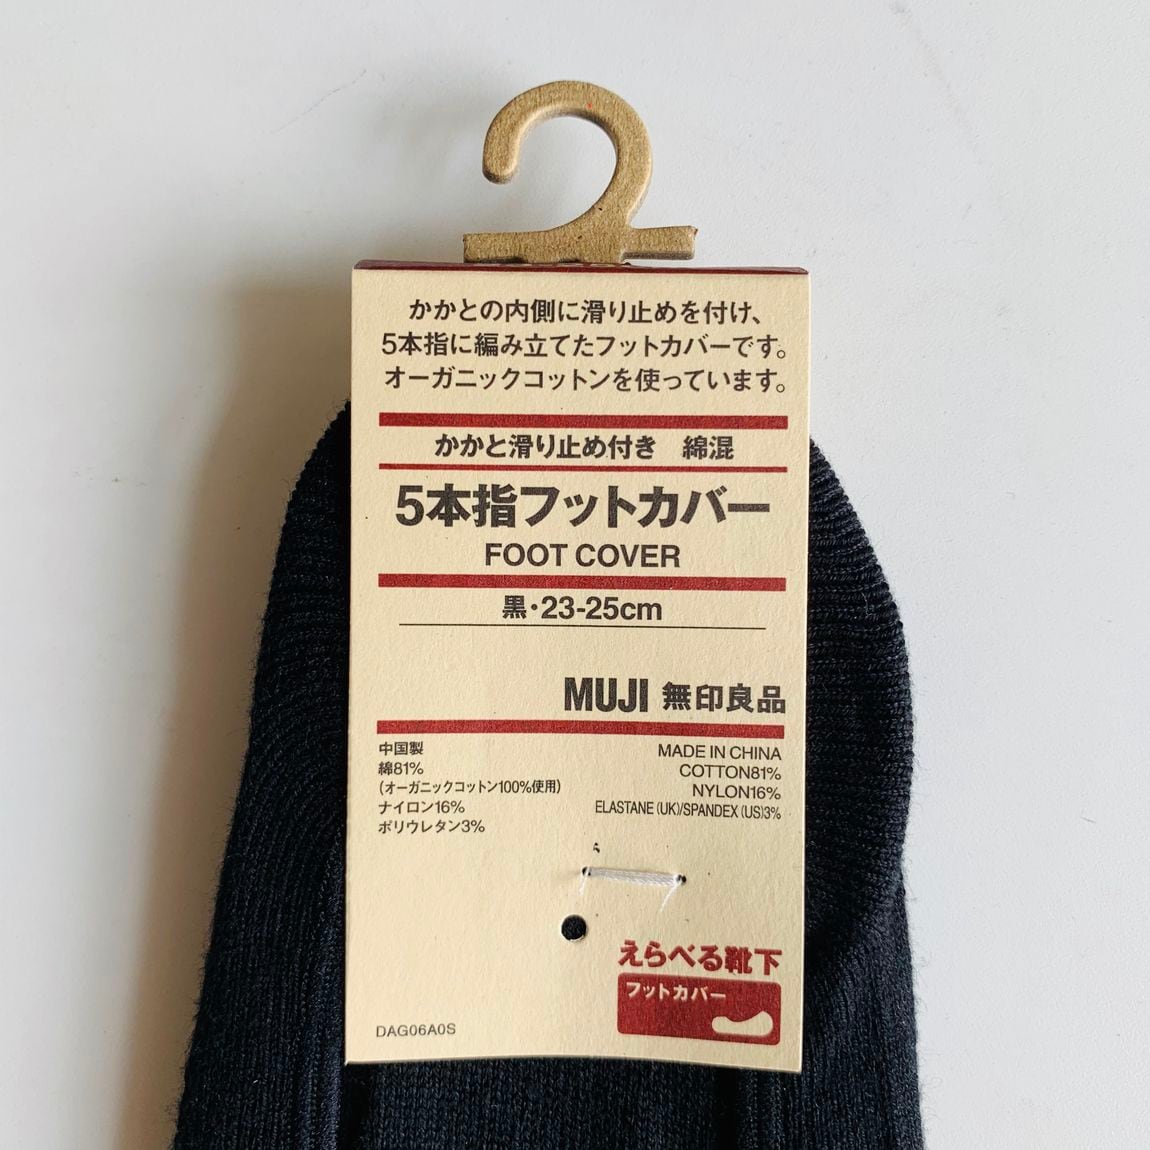 かかとの内側に滑り止めを付け、
5本指に編み立てたフットカバーです。
オーガニックコットンを使っています。
かかと滑り止め付き 綿混
5本指フットカバー
FOOT COVER
黒・23-25cm
MUJI 無印良品
中国製
綿81%
(オーガニックコットン100%使用)
ナイロン16%
ポリウレタン3%
MADE IN CHINA
COTTON81%
NYLON16%
ELASTANE (UK)/SPANDEX (US)3%
えらべる靴下
フットカバー
DAG06A0S